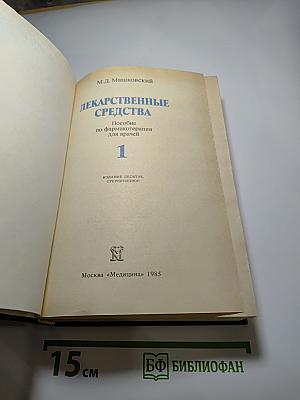 М.Д. Машковский
ЛЕКАРСТВЕННЫЕ
СРЕДСТВА
Пособие
по фармакотерапии
для врачей
1
ИЗДАНИЕ ДЕСЯТОЕ,
СТЕРЕОТИПНОЕ
Москва «Медицина» 1985
15 см
БФ БИБЛИОФАН